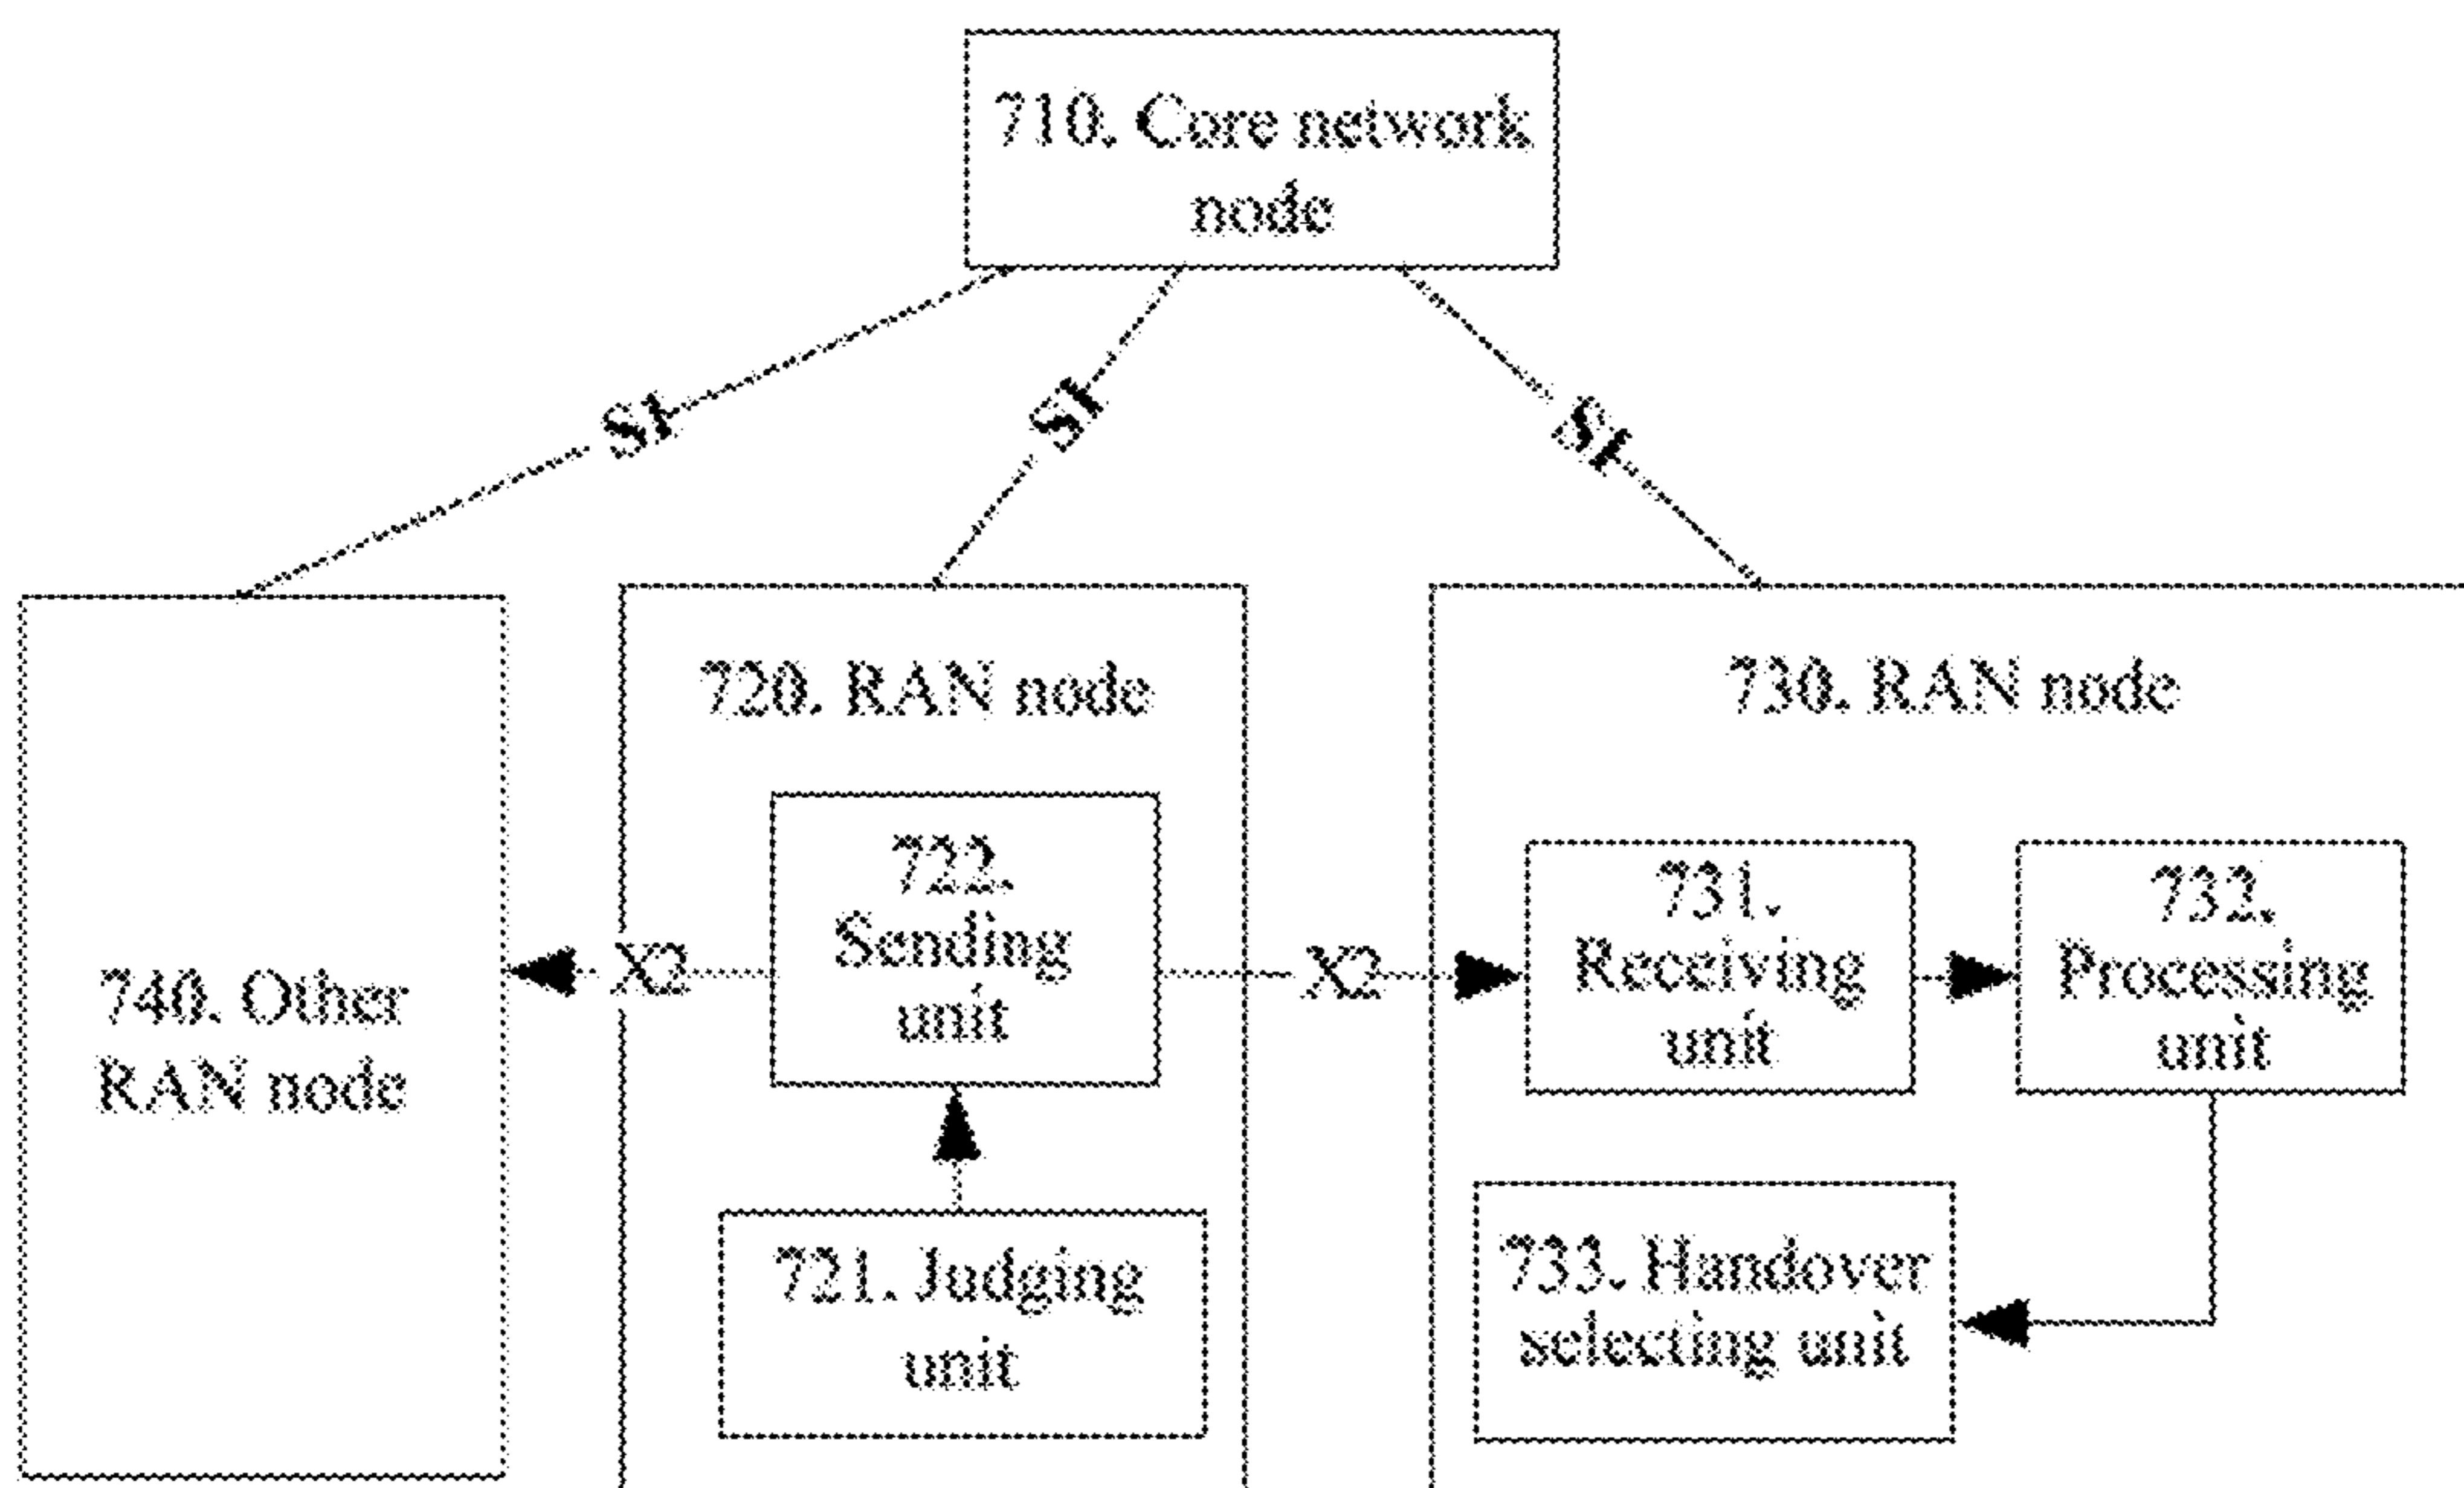 710. Core network
node
S1
S1
S1
720. RAN node
730. RAN node
722.
Sending
unit
731.
Receiving
unit
732.
Processing
unit
X2
X2
740. Other
RAN node
721. Judging
unit
733. Handover
selecting unit